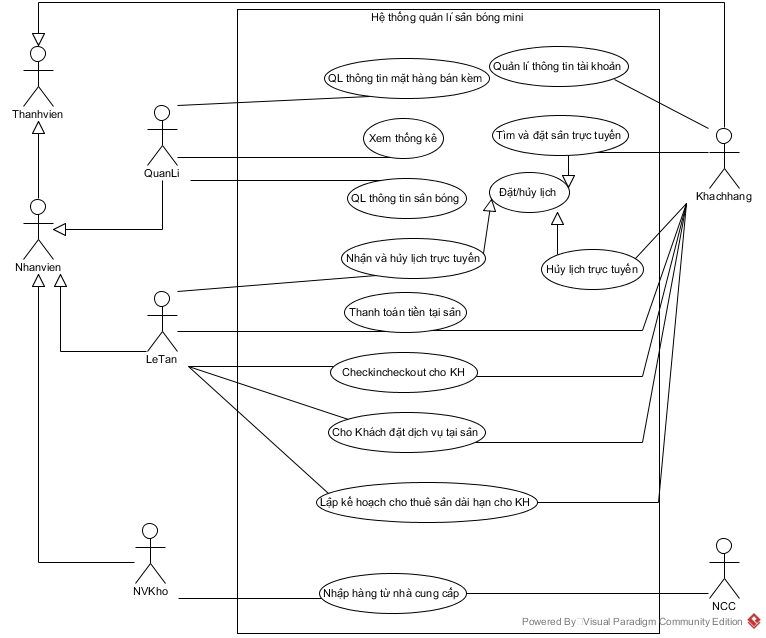 Hệ thống quản lí sân bóng mini
Thanhvien
QL thông tin mặt hàng bán kèm
Quản lí thông tin tài khoản
QuanLi
Xem thống kê
Tìm và đặt sân trực tuyến
Khachhang
QL thông tin sân bóng
Đặt/hủy lịch
Nhanvien
Nhận và hủy lịch trực tuyến
Hủy lịch trực tuyến
LeTan
Thanh toán tiền tại sân
Checkincheckout cho KH
Cho Khách đặt dịch vụ tại sân
Lập kế hoạch cho thuê sân dài hạn cho KH
NVKho
Nhập hàng từ nhà cung cấp
NCC
Powered By Visual Paradigm Community Edition